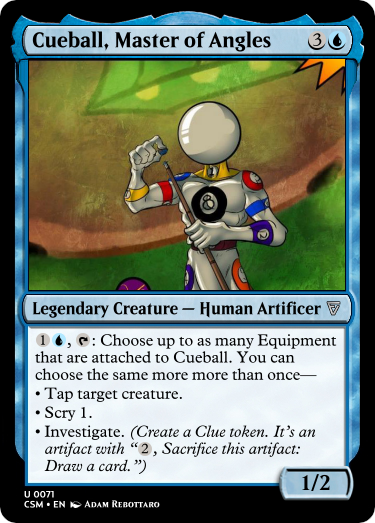 Cueball, Master of Angles 3
8
Legendary Creature — Human Artificer
1, : Choose up to as many Equipment
that are attached to Cueball. You can
choose the same more more than once—
• Tap target creature.
• Scry 1.
• Investigate. (Create a Clue token. It's an
artifact with “2, Sacrifice this artifact:
Draw a card.”)
1/2
U 0071
CSM • EN Adam Rebottaro